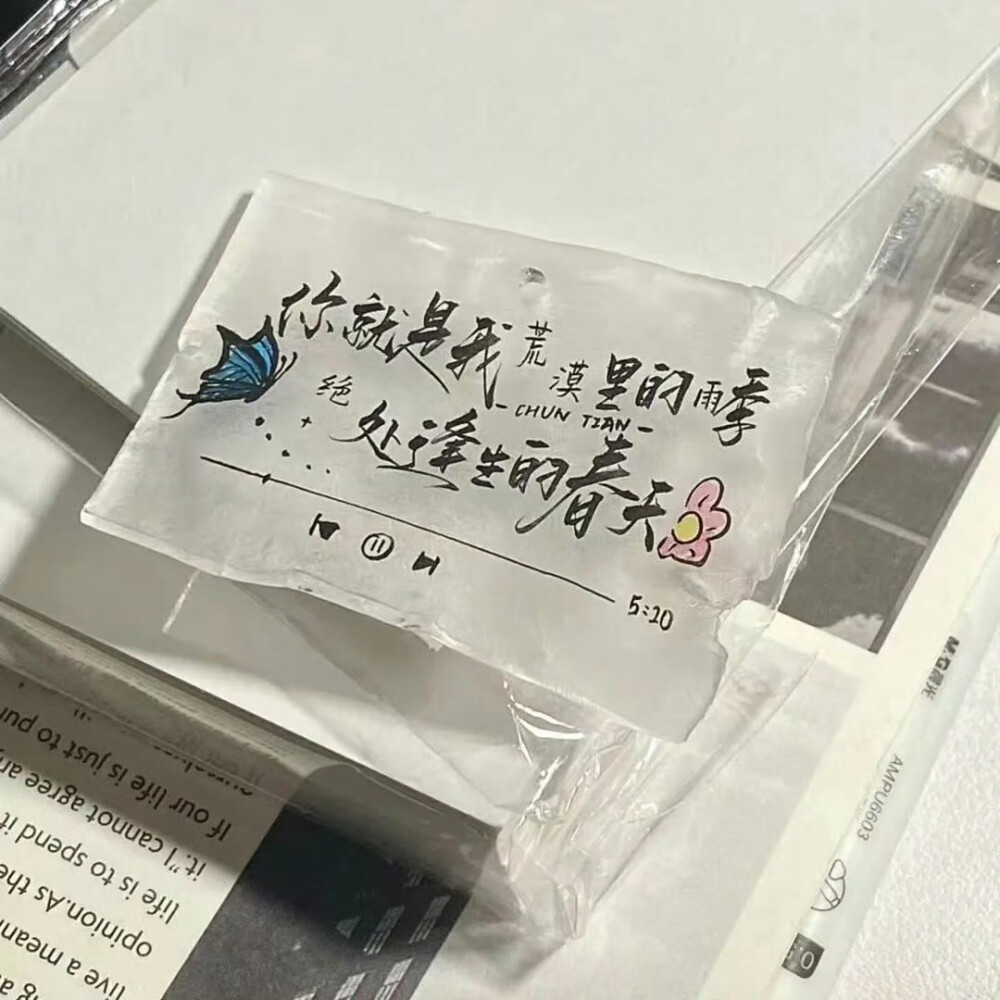 你就是我荒漠里的雨季
- CHUN TIAN -
绝处逢生的春天
5:20
M&G晨光
AMPU6603
If our life is just to pu
it."I cannot agree an
life is to spend it
opinion.As the
live a meani